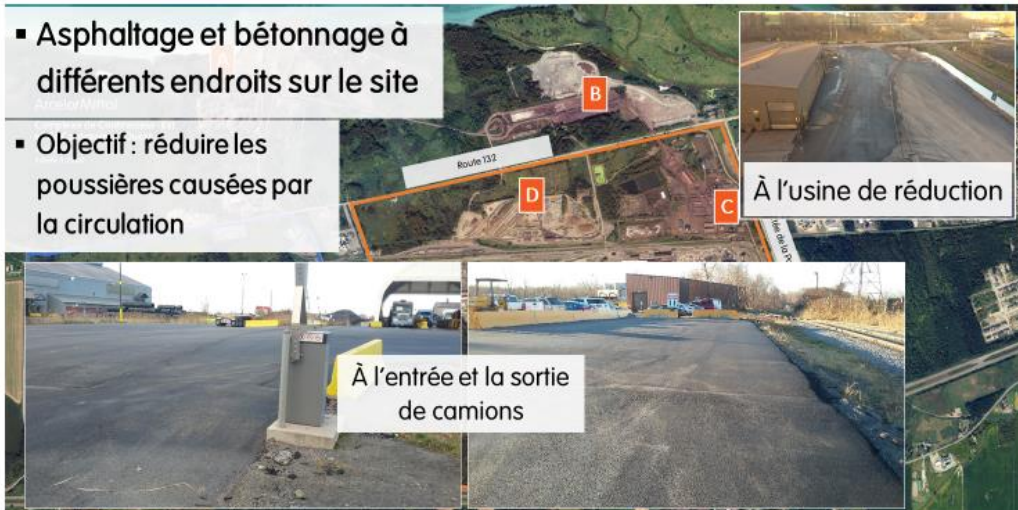 ▪ Asphaltage et bétonnage à
différents endroits sur le site
▪ Objectif : réduire les
poussières causées par
la circulation
B
Route 132
D
C
À l'usine de réduction
À l'entrée et la sortie
de camions